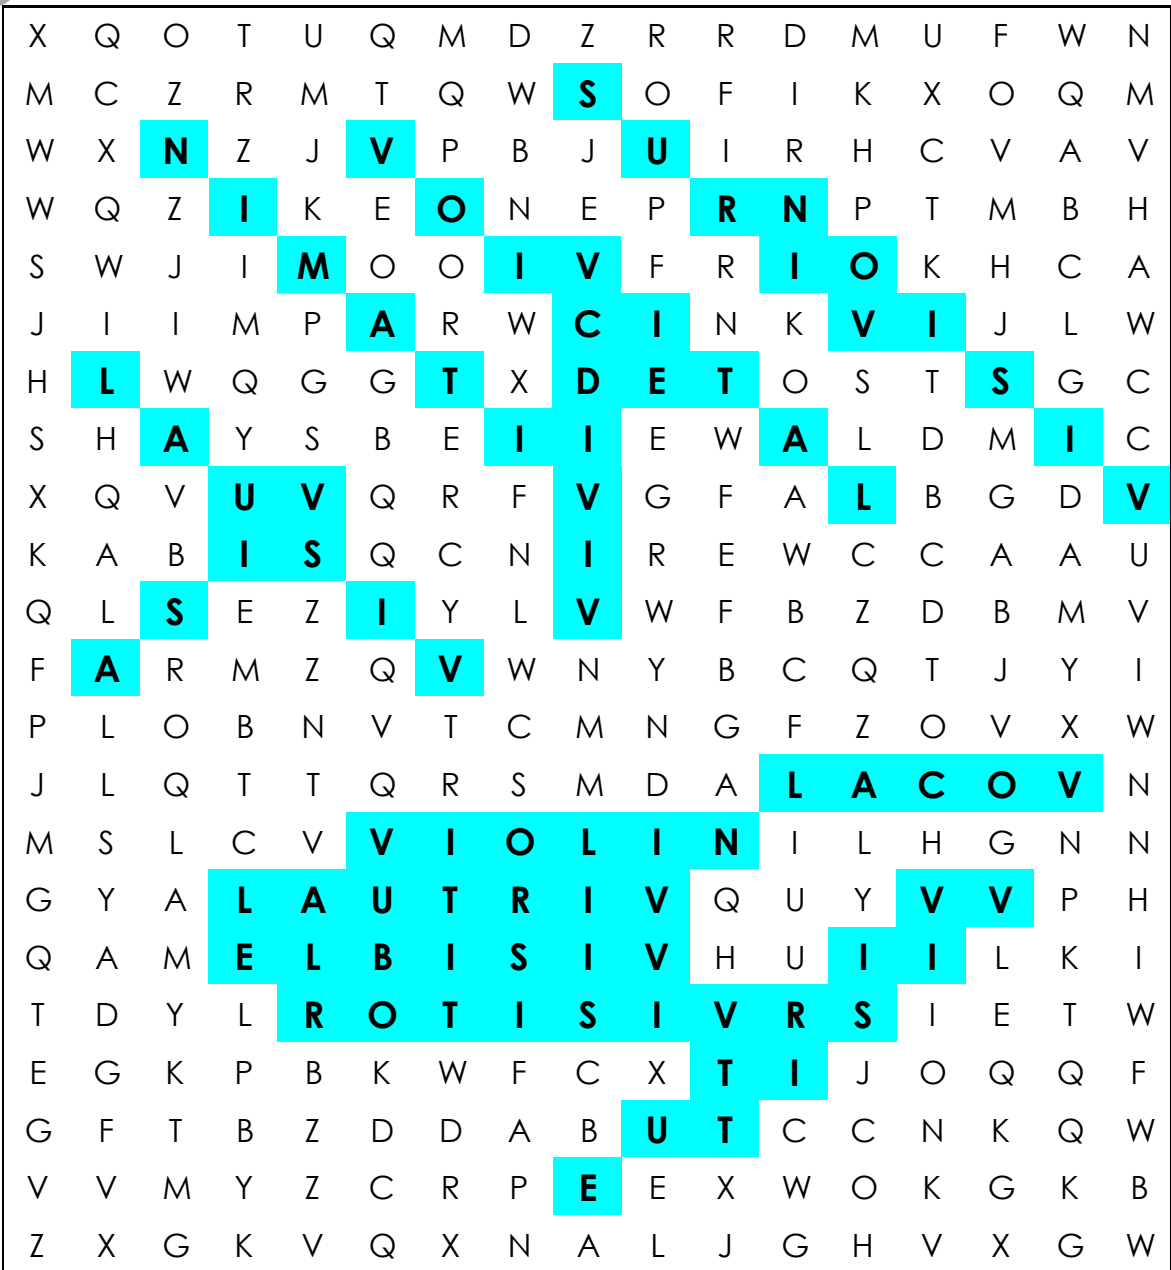 X Q O T U Q M D Z R R D M U F W N
M C Z R M T Q W S O F I K X O Q M
W X N Z J V P B J U I R H C V A V
W Q Z I K E O N E P R N P T M B H
S W J I M O O I V F R I O K H C A
J I I M P A R W C I N K V I J L W
H L W Q G G T X D E T O S T S G C
S H A Y S B E I I E W A L D M I C
X Q V U V Q R F V G F A L B G D V
K A B I S Q C N I R E W C C A A U
Q L S E Z I Y L V W F B Z D B M V
F A R M Z Q V W N Y B C Q T J Y I
P L O B N V T C M N G F Z O V X W
J L Q T T Q R S M D A L A C O V N
M S L C V V I O L I N I L H G N N
G Y A L A U T R I V Q U Y V V P H
Q A M E L B I S I V H U I I L K I
T D Y L R O T I S I V R S I E T W
E G K P B K W F C X T I J O Q Q F
G F T B Z D D A B U T C C N K Q W
V V M Y Z C R P E E X W O K G K B
Z X G K V Q X N A L J G H V X G W